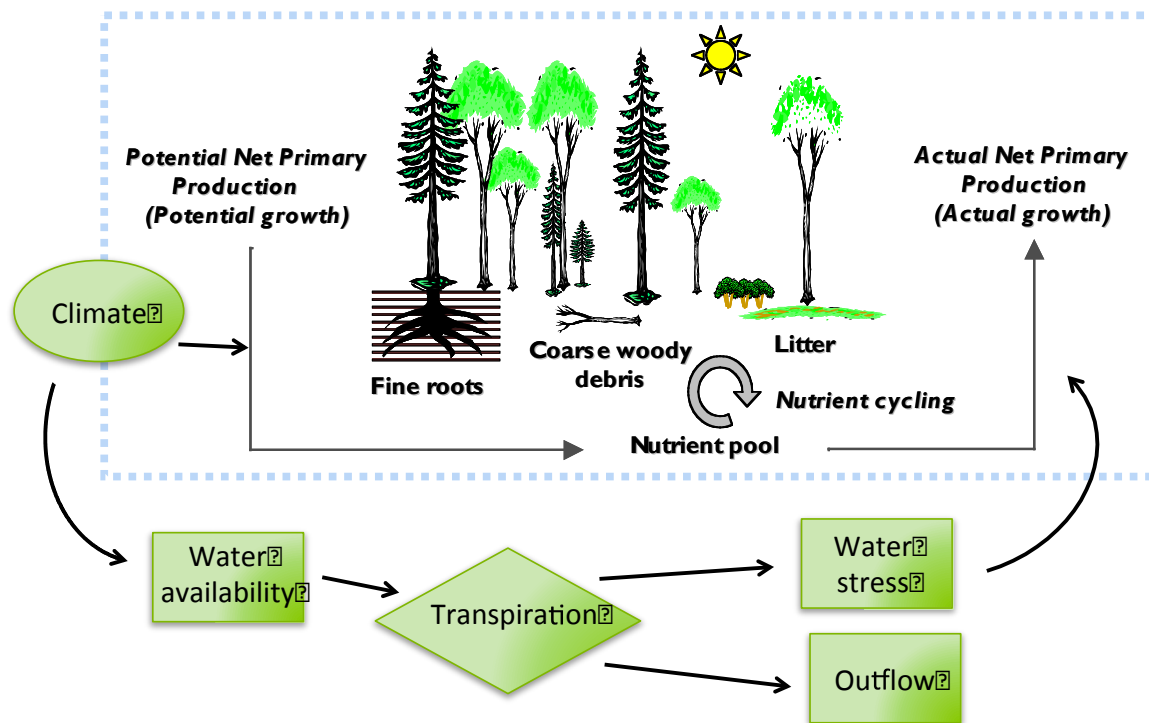 Potential Net Primary
Production
(Potential growth)
Actual Net Primary
Production
(Actual growth)
Climate⍰
Fine roots
Coarse woody
debris
Litter
Nutrient cycling
Nutrient pool
Water⍰
availability⍰
Transpiration⍰
Water⍰
stress⍰
Outflow⍰